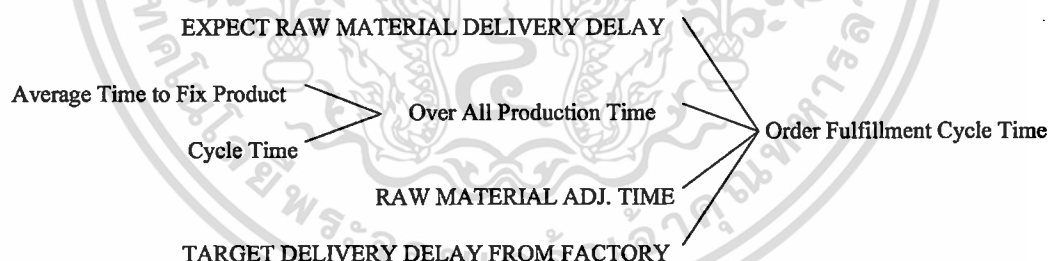 EXPECT RAW MATERIAL DELIVERY DELAY
Average Time to Fix Product
Over All Production Time
Cycle Time
Order Fulfillment Cycle Time
RAW MATERIAL ADJ. TIME
TARGET DELIVERY DELAY FROM FACTORY